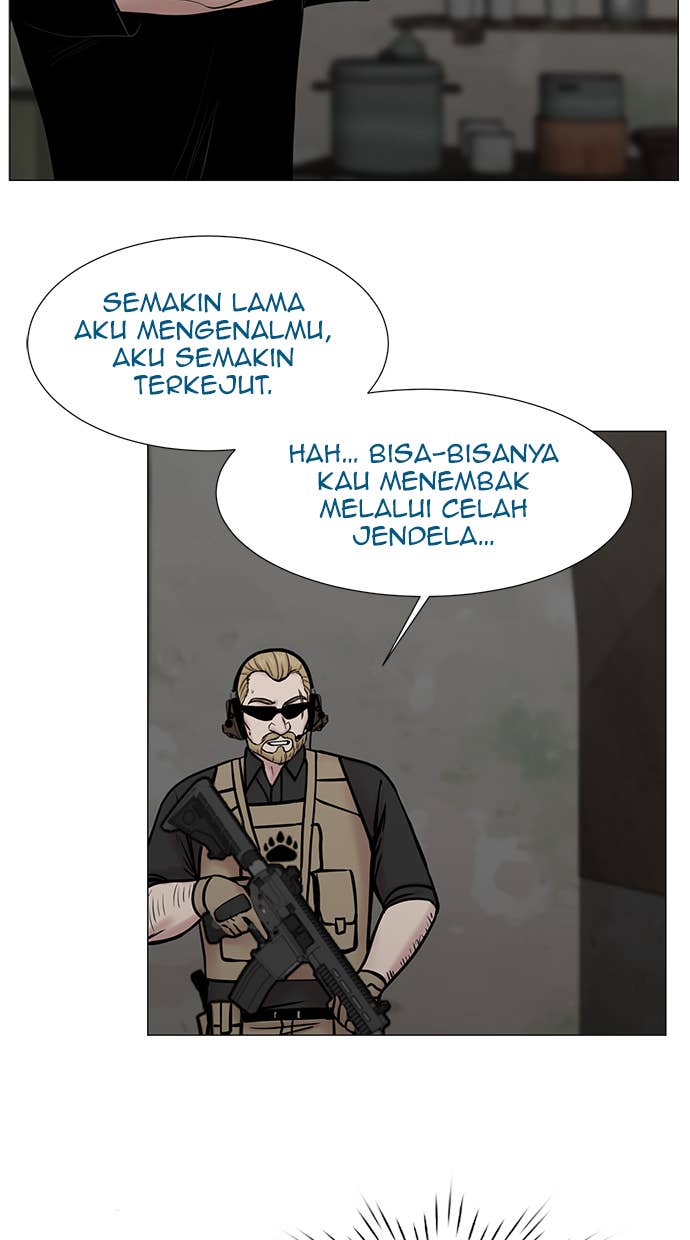 SEMAKIN LAMA
AKU MENGENALMU,
AKU SEMAKIN
TERKEJUT.
HAH... BISA-BISANYA
KAU MENEMBAK
MELALUI CELAH
JENDELA...